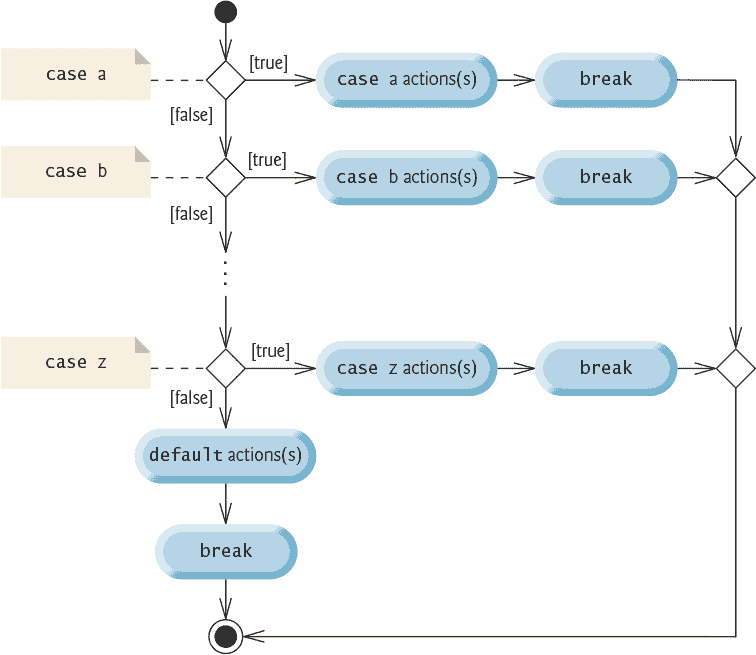 [true]
case a
case a actions(s)
break
[false]
[true]
case b
case b actions(s)
break
[false]
[true]
case z
case z actions(s)
break
[false]
default actions(s)
break